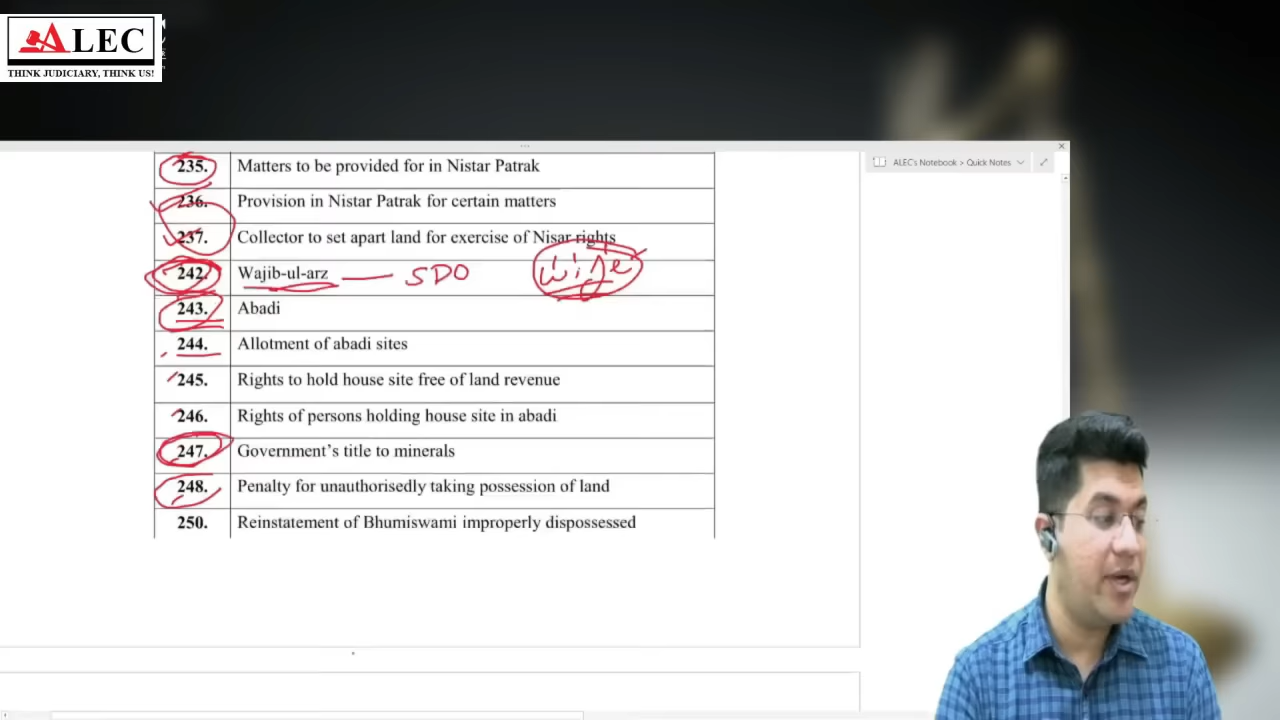 ALEC
THINK JUDICIARY, THINK US!
ALEC's Notebook > Quick Notes
235. Matters to be provided for in Nistar Patrak
236. Provision in Nistar Patrak for certain matters
237. Collector to set apart land for exercise of Nisar rights
242. Wajib-ul-arz — SDO wife
243. Abadi
244. Allotment of abadi sites
245. Rights to hold house site free of land revenue
246. Rights of persons holding house site in abadi
247. Government's title to minerals
248. Penalty for unauthorisedly taking possession of land
250. Reinstatement of Bhumiswami improperly dispossessed